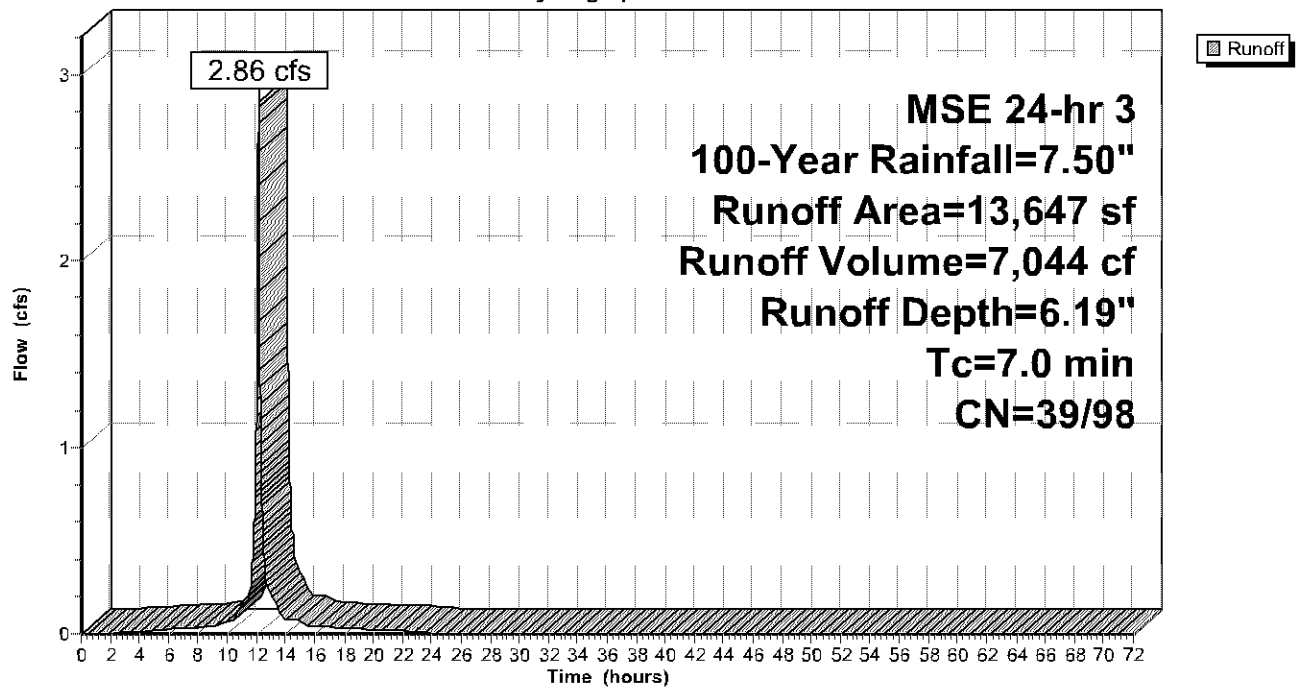 Runoff
2.86 cfs
MSE 24-hr 3
100-Year Rainfall=7.50"
Runoff Area=13,647 sf
Runoff Volume=7,044 cf
Runoff Depth=6.19"
Tc=7.0 min
CN=39/98
Flow (cfs)
3
2
1
0
0 2 4 6 8 10 12 14 16 18 20 22 24 26 28 30 32 34 36 38 40 42 44 46 48 50 52 54 56 58 60 62 64 66 68 70 72
Time (hours)